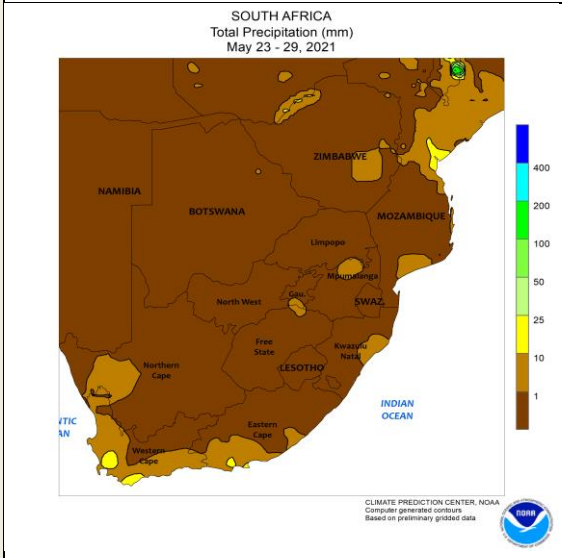 SOUTH AFRICA
Total Precipitation (mm)
May 23 - 29, 2021
ZIMBABWE
NAMIBIA
BOTSWANA
MOZAMBIQUE
Limpopo
Mpumalanga
North West
Gau.
SWAZ.
Free
State
Kwazulu
Natal
Northern
Cape
LESOTHO
Eastern
Cape
Western
Cape
NTIC
AN
INDIAN
OCEAN
400
200
100
50
25
10
1
CLIMATE PREDICTION CENTER, NOAA
Computer generated contours
Based on preliminary gridded data
NOAA